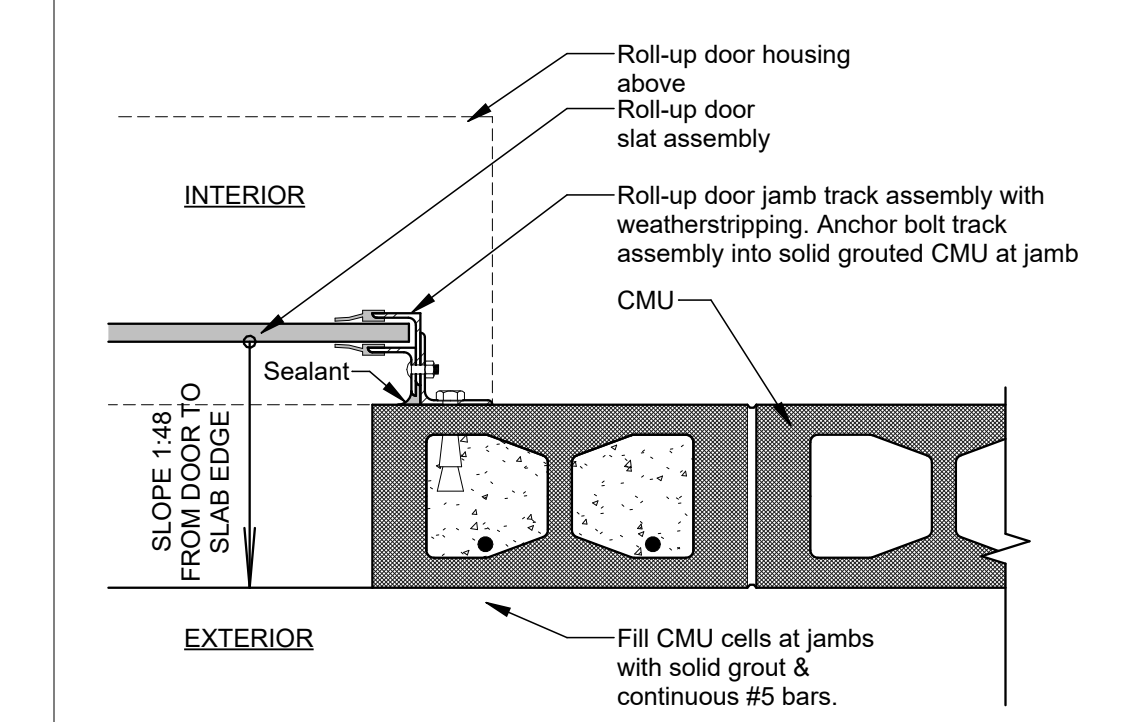 Roll-up door housing
above
Roll-up door
slat assembly
INTERIOR
Roll-up door jamb track assembly with
weatherstripping. Anchor bolt track
assembly into solid grouted CMU at jamb
CMU
Sealant
SLOPE 1:48
FROM DOOR TO
SLAB EDGE
EXTERIOR
Fill CMU cells at jambs
with solid grout &
continuous #5 bars.